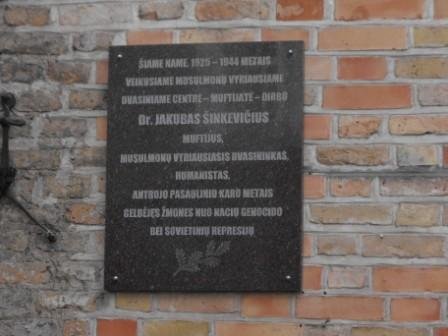 ŠIAME NAME, 1925 – 1944 METAIS
VEIKUSIAME MUSULMONŲ VYRIAUSIAME
DVASINIAME CENTRE – MUFTIJATE – DIRBO
Dr. JAKUBAS ŠINKEVIČIUS
MUFTIJUS,
MUSULMONŲ VYRIAUSIASIS DVASININKAS,
HUMANISTAS,
ANTROJO PASAULINIO KARO METAIS
GELBĖJĘS ŽMONES NUO NACIŲ GENOCIDO
BEI SOVIETINIŲ REPRESIJŲ